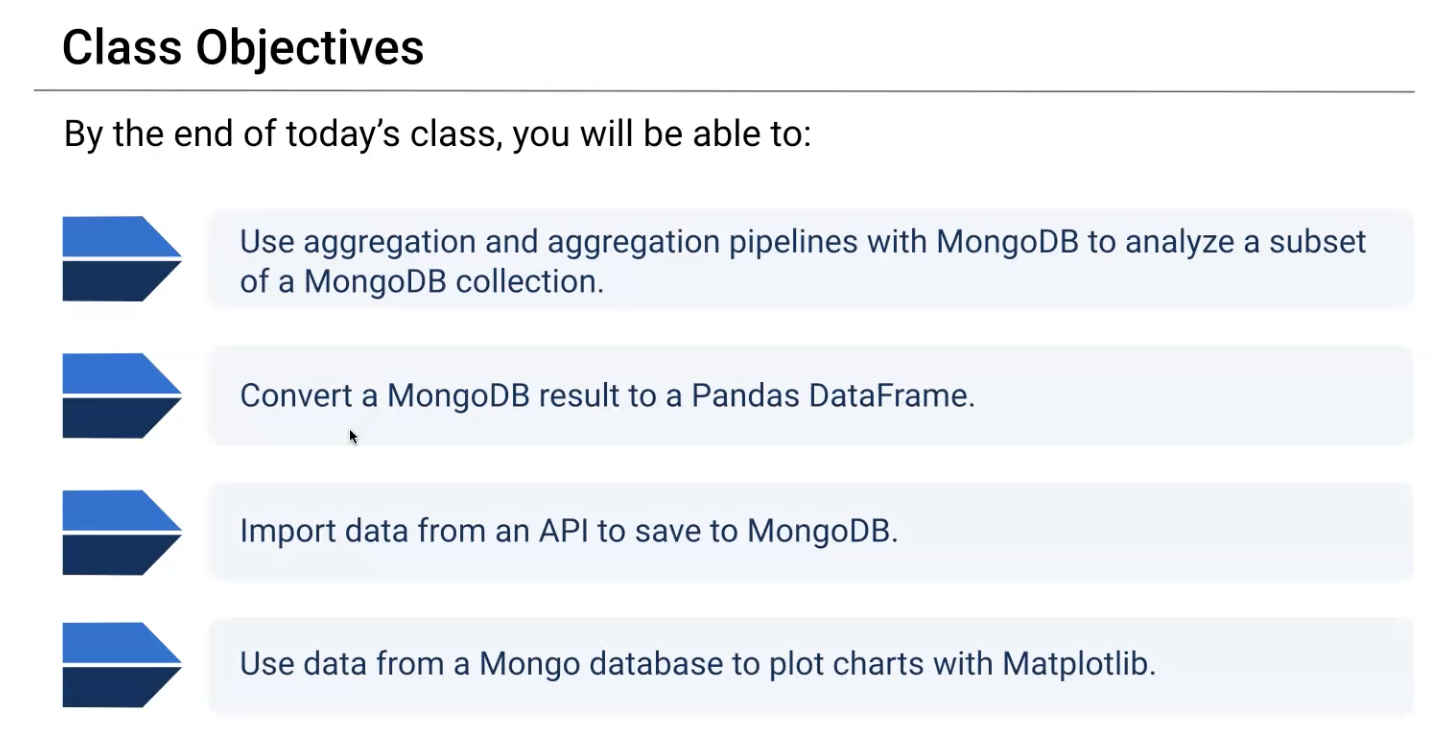 Class Objectives
By the end of today’s class, you will be able to:
Use aggregation and aggregation pipelines with MongoDB to analyze a subset
of a MongoDB collection.
Convert a MongoDB result to a Pandas DataFrame.
Import data from an API to save to MongoDB.
Use data from a Mongo database to plot charts with Matplotlib.